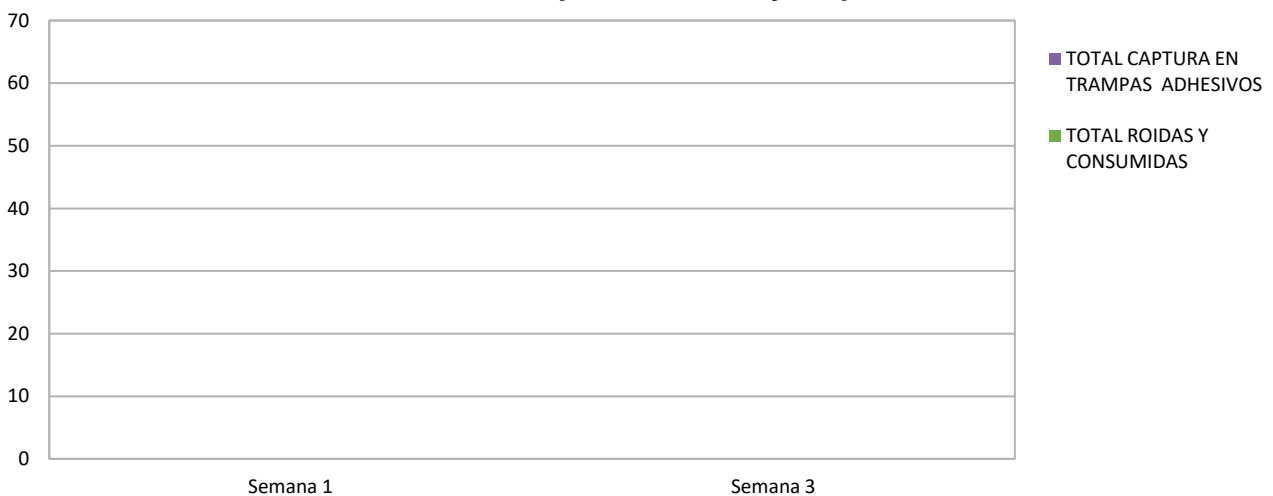 70
60
50
40
30
20
10
0
Semana 1
Semana 3
TOTAL CAPTURA EN
TRAMPAS ADHESIVOS
TOTAL ROIDAS Y
CONSUMIDAS